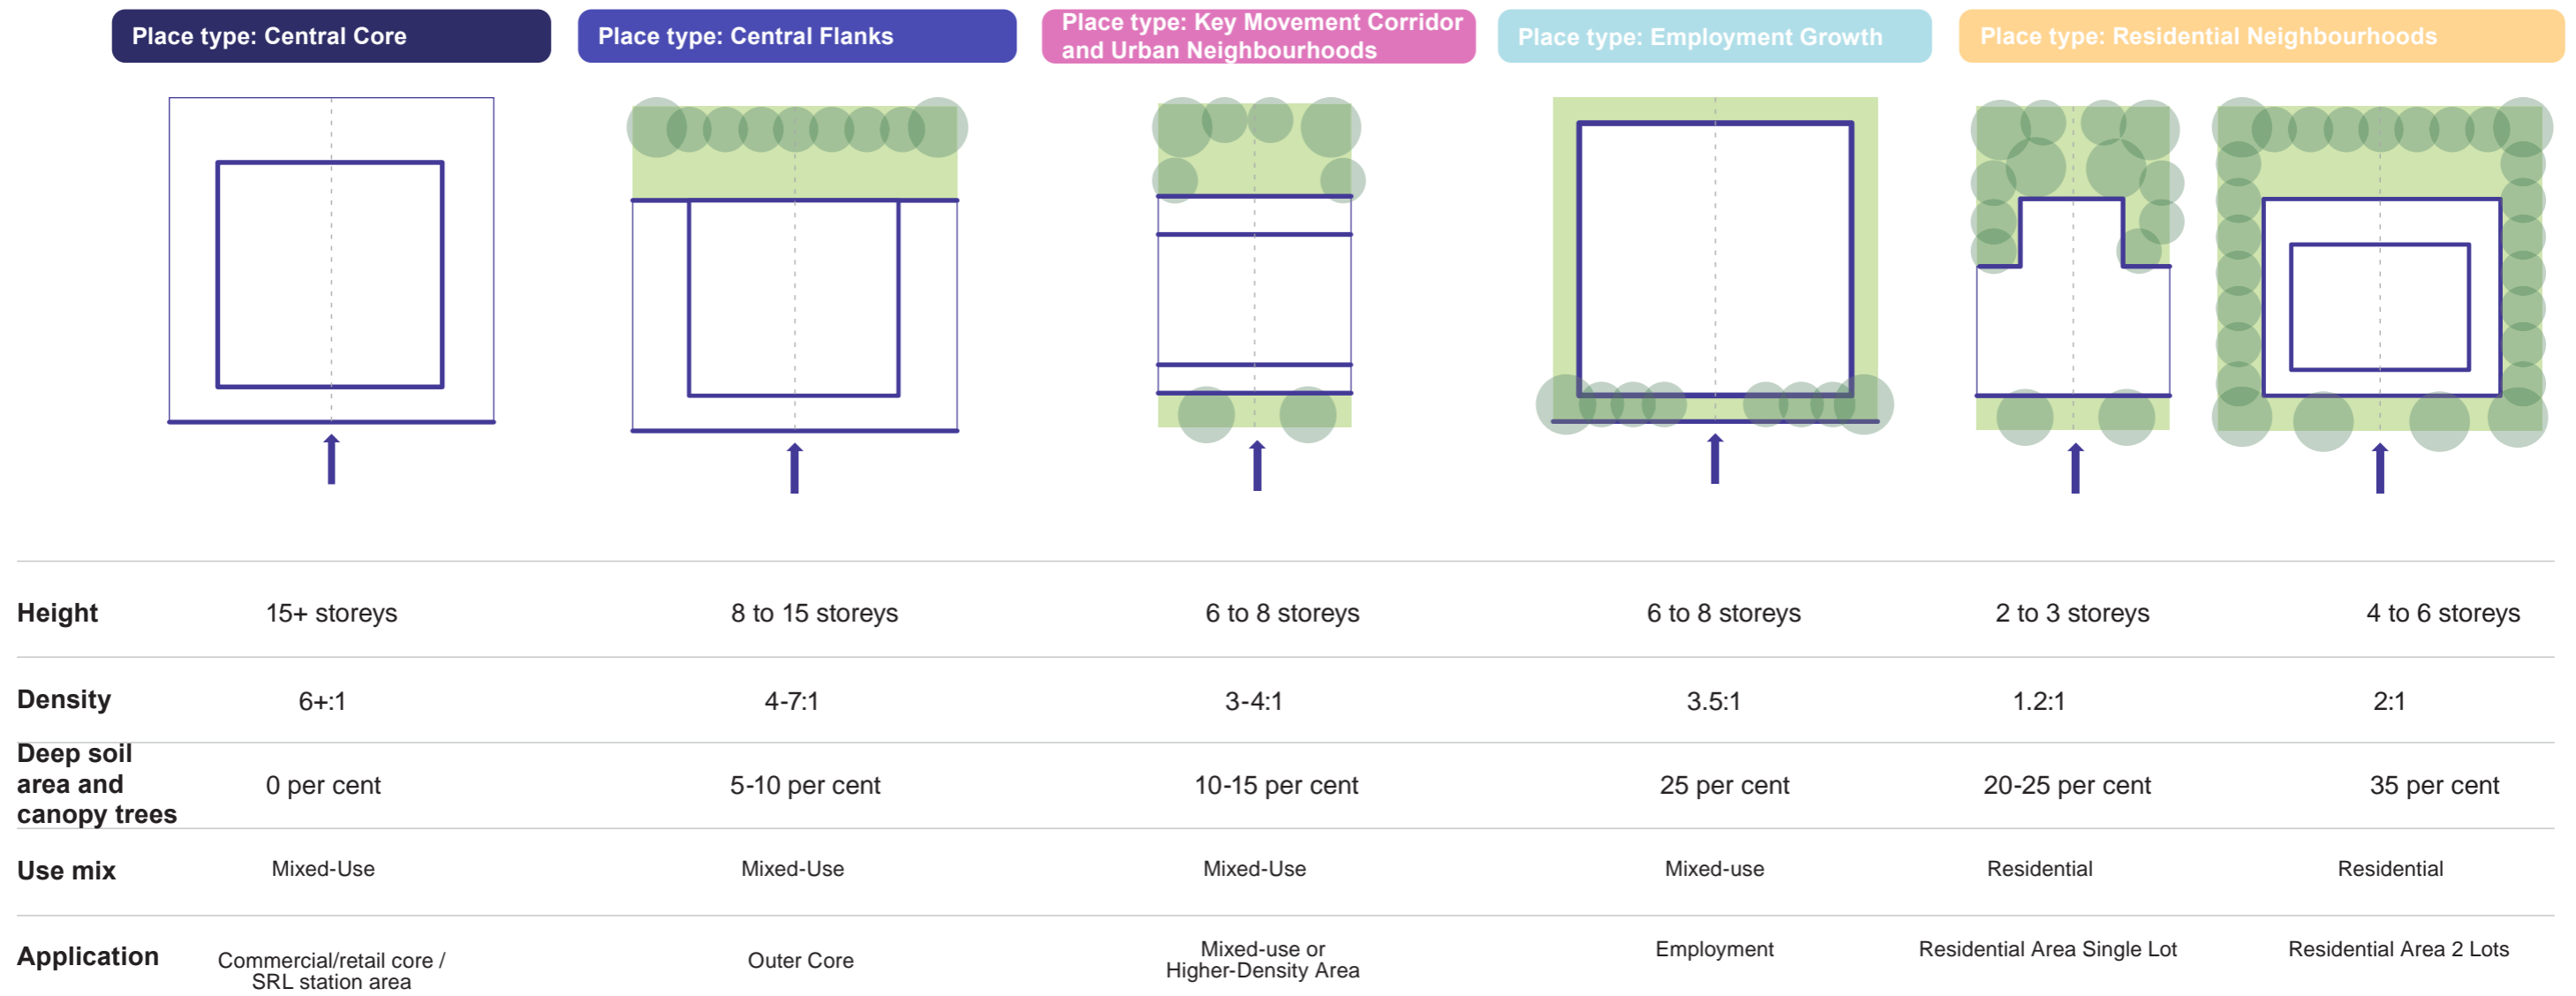 Place type: Central Core
Place type: Central Flanks
Place type: Key Movement Corridor
and Urban Neighbourhoods
Place type: Employment Growth
Place type: Residential Neighbourhoods
Height
15+ storeys
8 to 15 storeys
6 to 8 storeys
6 to 8 storeys
2 to 3 storeys
4 to 6 storeys
Density
6+:1
4-7:1
3-4:1
3.5:1
1.2:1
2:1
Deep soil
area and
canopy trees
0 per cent
5-10 per cent
10-15 per cent
25 per cent
20-25 per cent
35 per cent
Use mix
Mixed-Use
Mixed-Use
Mixed-Use
Mixed-use
Residential
Residential
Application
Commercial/retail core /
SRL station area
Outer Core
Mixed-use or
Higher-Density Area
Employment
Residential Area Single Lot
Residential Area 2 Lots